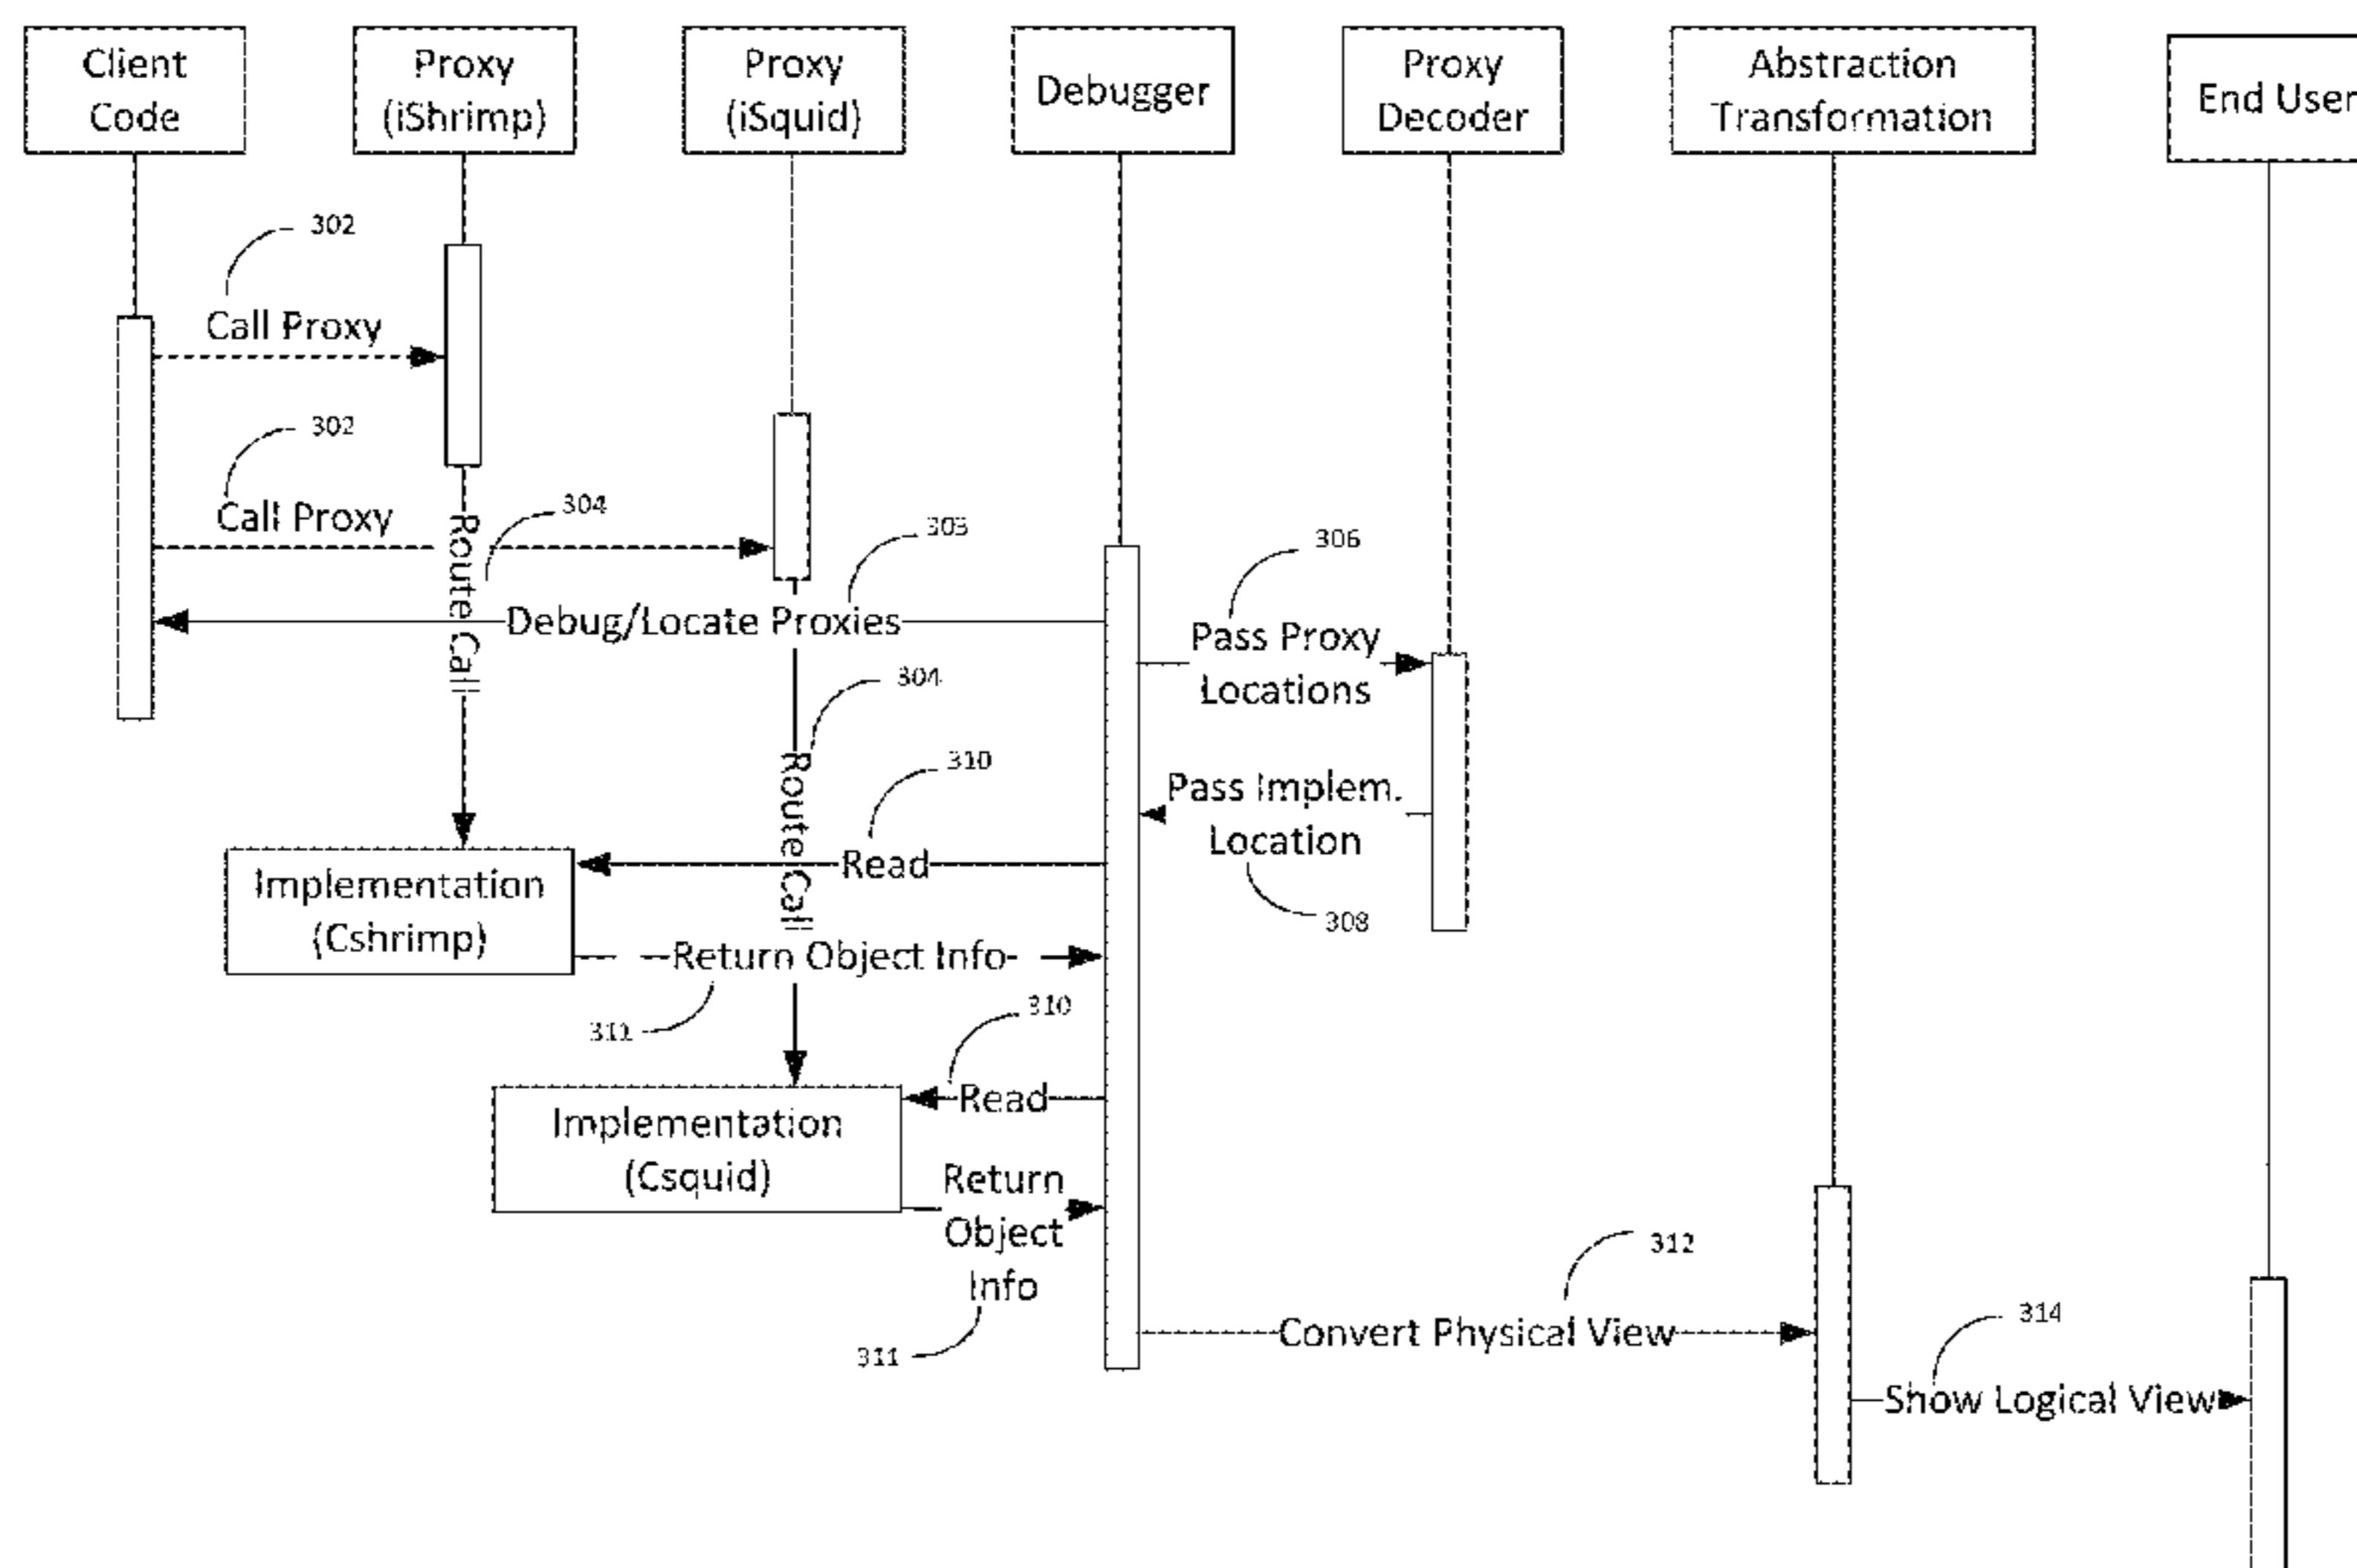 Client
Code
Proxy
(iShrimp)
Proxy
(iSquid)
Debugger
Proxy
Decoder
Abstraction
Transformation
End User
302
Call Proxy
302
Call Proxy
304
Route Call
303
Debug/Locate Proxies
306
Pass Proxy
Locations
304
Route Call
310
Read
Pass Implem.
Location
308
Implementation
(Cshrimp)
Return Object Info
311
310
Read
Implementation
(Csquid)
Return
Object
Info
311
312
Convert Physical View
314
Show Logical View